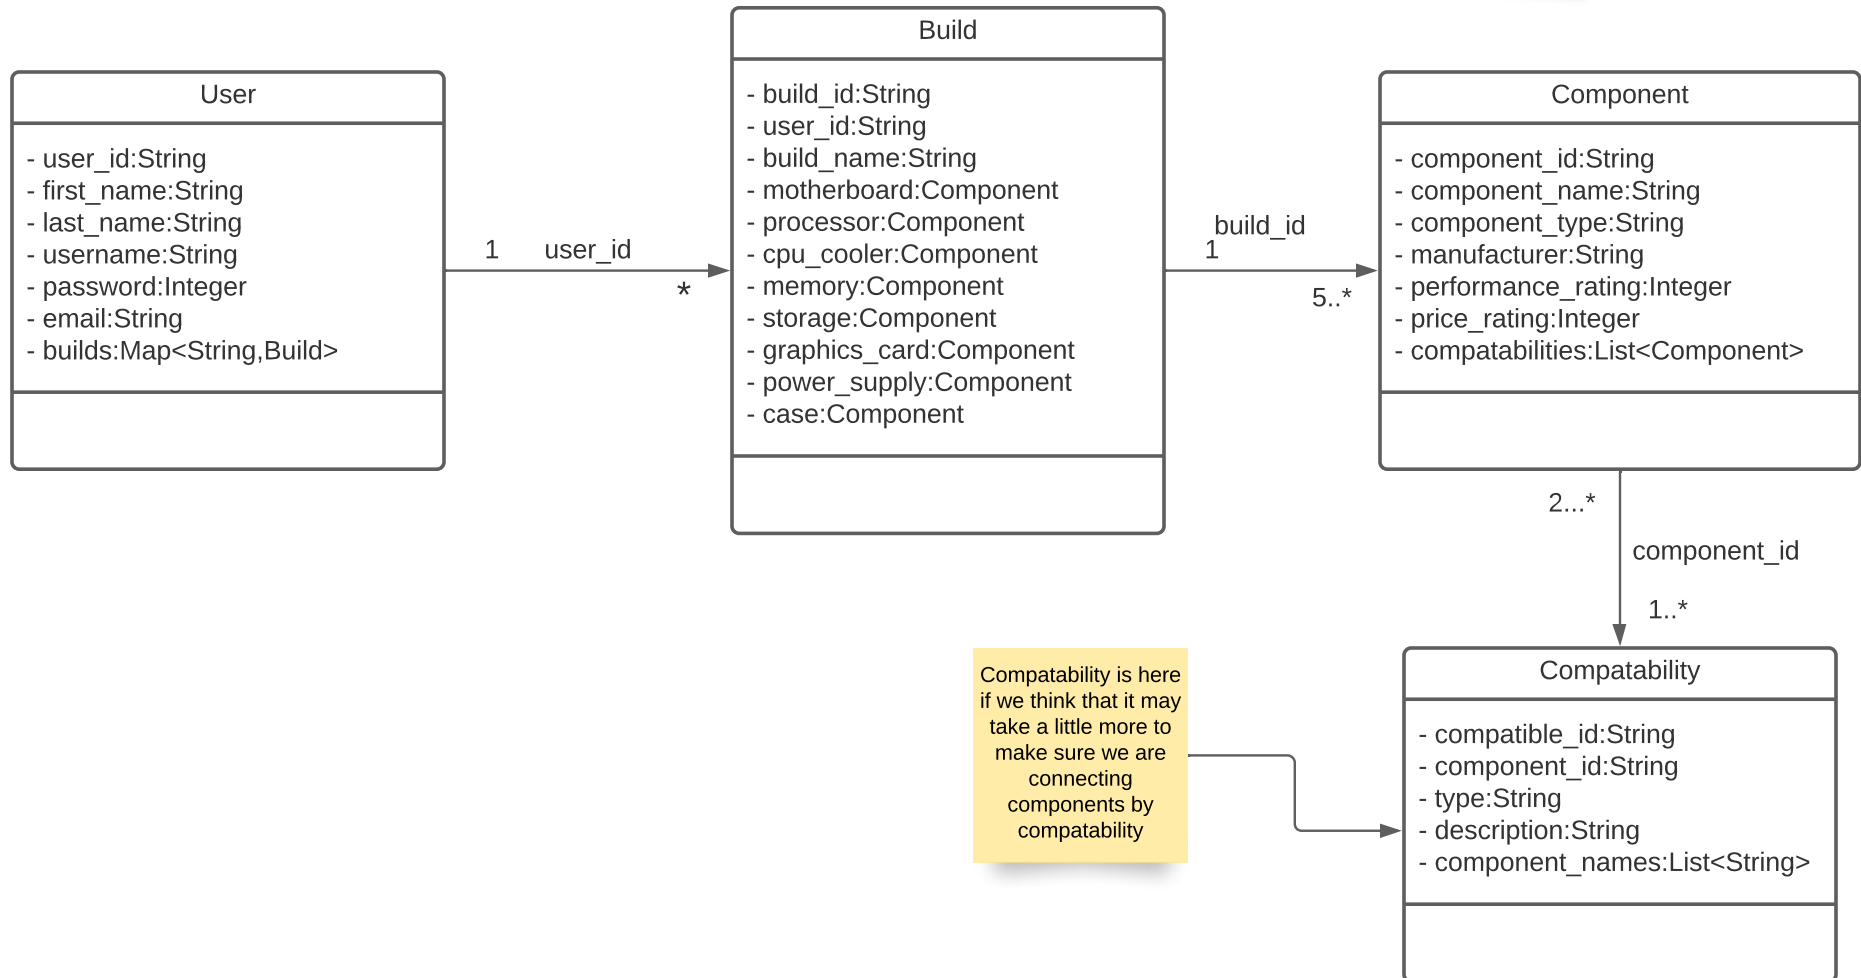 User
- user_id:String
- first_name:String
- last_name:String
- username:String
- password:Integer
- email:String
- builds:Map<String,Build>
1
user_id
*
Build
- build_id:String
- user_id:String
- build_name:String
- motherboard:Component
- processor:Component
- cpu_cooler:Component
- memory:Component
- storage:Component
- graphics_card:Component
- power_supply:Component
- case:Component
build_id
1
5..*
Component
- component_id:String
- component_name:String
- component_type:String
- manufacturer:String
- performance_rating:Integer
- price_rating:Integer
- compatabilities:List<Component>
2...*
component_id
1..*
Compatability is here
if we think that it may
take a little more to
make sure we are
connecting
components by
compatability
Compatability
- compatible_id:String
- component_id:String
- type:String
- description:String
- component_names:List<String>